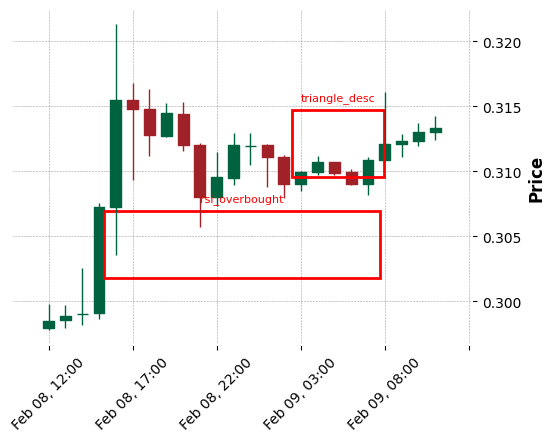 0.320
triangle_desc
0.315
0.310
rsi_overbought
0.305
0.300
Price
Feb 08, 12:00
Feb 08, 17:00
Feb 08, 22:00
Feb 09, 03:00
Feb 09, 08:00